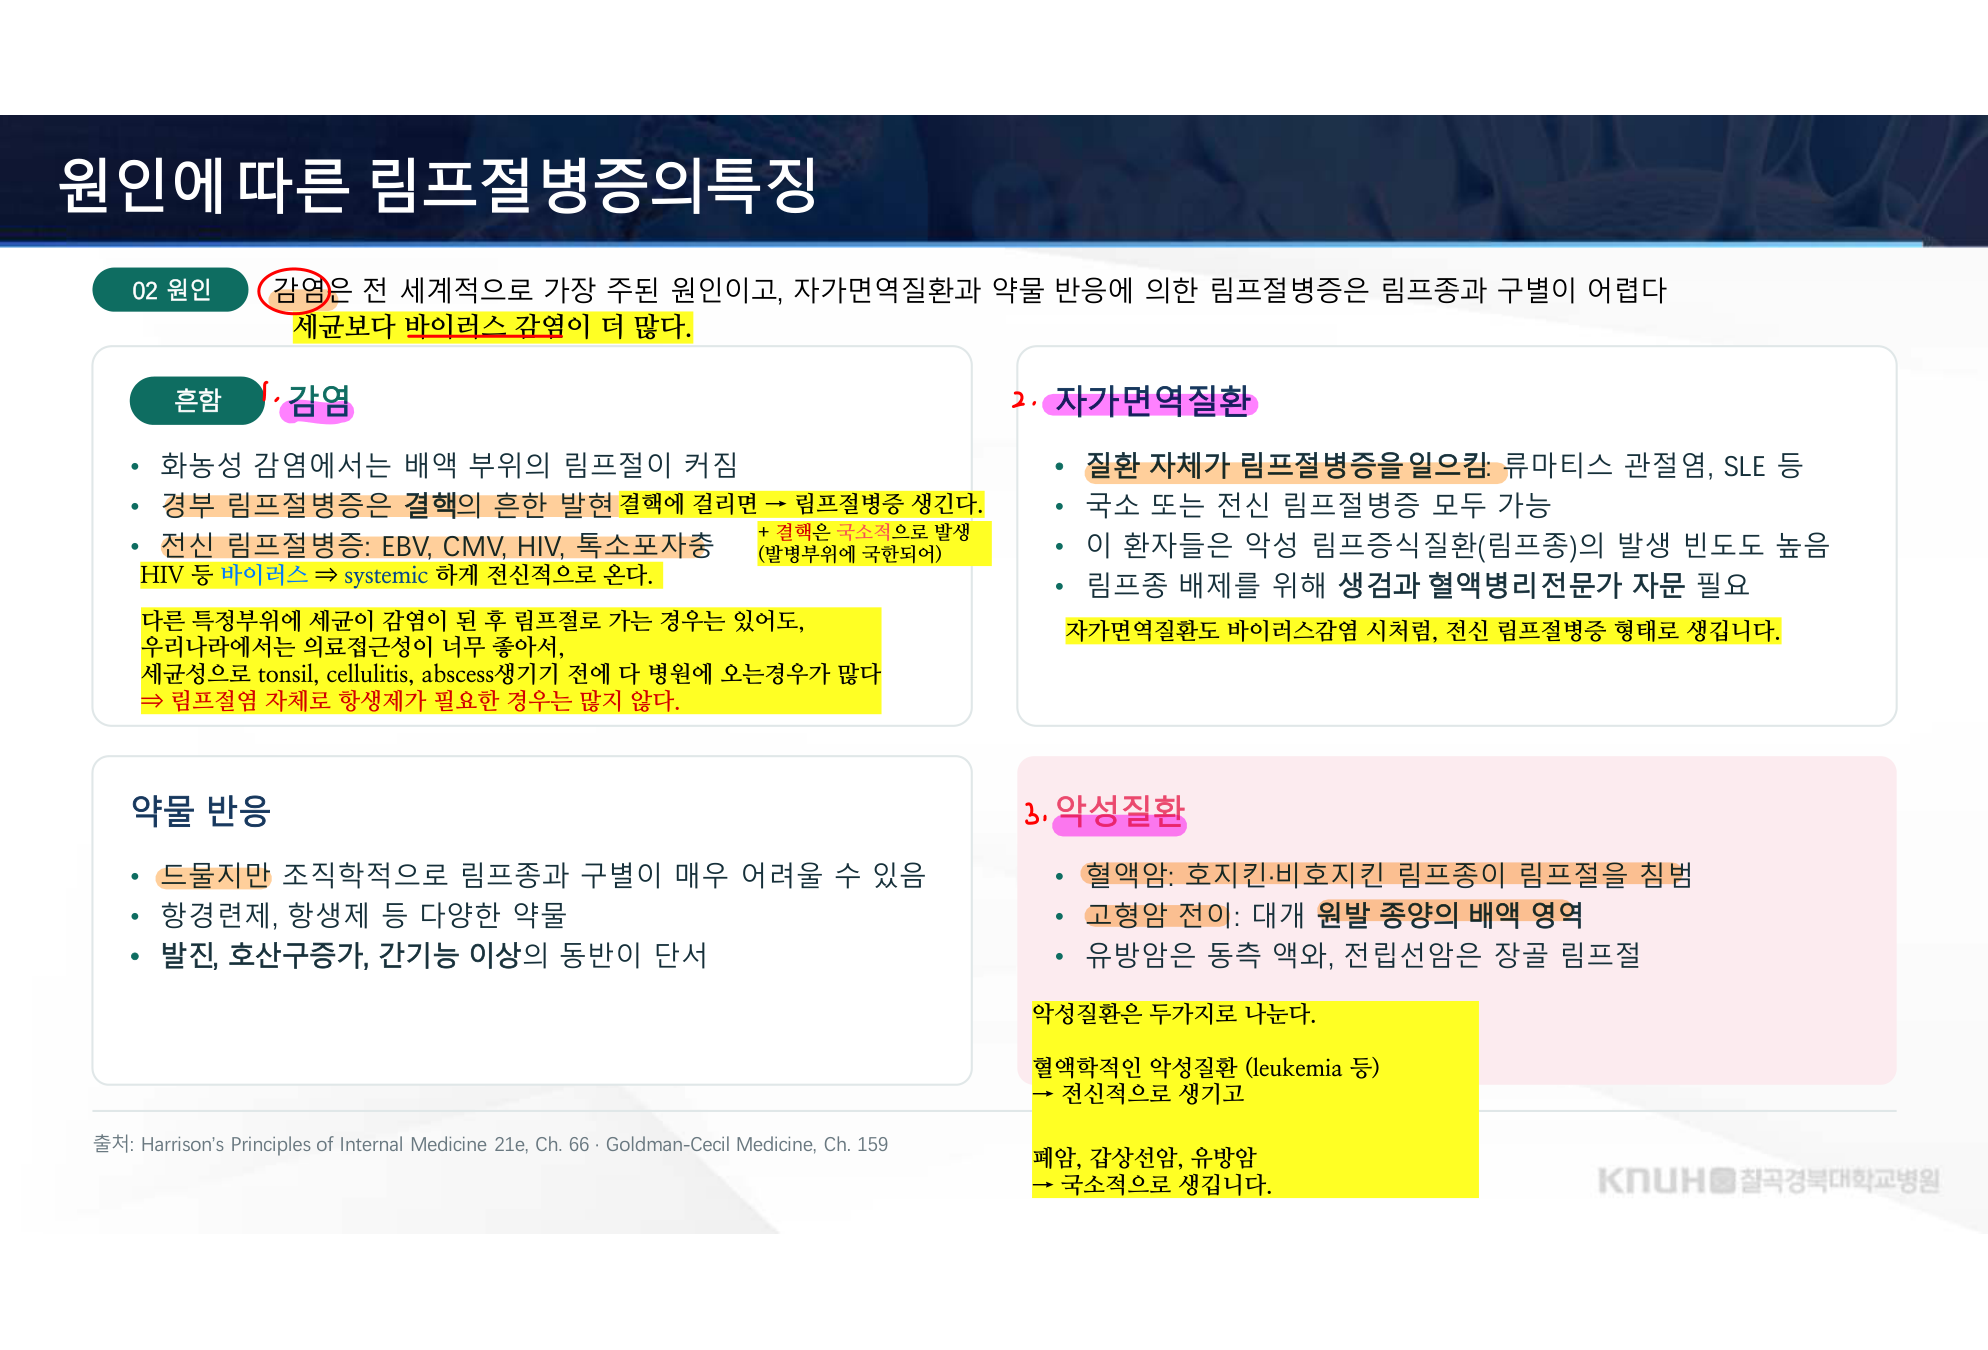 원인에 따른 림프절병증의특징
02 원인
감염은 전 세계적으로 가장 주된 원인이고, 자가면역질환과 약물 반응에 의한 림프절병증은 림프종과 구별이 어렵다
세균보다 바이러스 감염이 더 많다.
흔함
1. 감염
• 화농성 감염에서는 배액 부위의 림프절이 커짐
• 경부 림프절병증은 결핵의 흔한 발현 결핵에 걸리면 → 림프절병증 생긴다.
+ 결핵은 국소적으로 발생
(발병부위에 국한되어)
• 전신 림프절병증: EBV, CMV, HIV, 톡소포자충
HIV 등 바이러스 ⇒ systemic 하게 전신적으로 온다.
다른 특정부위에 세균이 감염이 된 후 림프절로 가는 경우는 있어도,
우리나라에서는 의료접근성이 너무 좋아서,
세균성으로 tonsil, cellulitis, abscess생기기 전에 다 병원에 오는경우가 많다
⇒ 림프절염 자체로 항생제가 필요한 경우는 많지 않다.
2. 자가면역질환
• 질환 자체가 림프절병증을 일으킴: 류마티스 관절염, SLE 등
• 국소 또는 전신 림프절병증 모두 가능
• 이 환자들은 악성 림프증식질환(림프종)의 발생 빈도도 높음
• 림프종 배제를 위해 생검과 혈액병리 전문가 자문 필요
자가면역질환도 바이러스감염 시처럼, 전신 림프절병증 형태로 생깁니다.
약물 반응
• 드물지만 조직학적으로 림프종과 구별이 매우 어려울 수 있음
• 항경련제, 항생제 등 다양한 약물
• 발진, 호산구증가, 간기능 이상의 동반이 단서
3. 악성질환
• 혈액암: 호지킨·비호지킨 림프종이 림프절을 침범
• 고형암 전이: 대개 원발 종양의 배액 영역
• 유방암은 동측 액와, 전립선암은 장골 림프절
악성질환은 두가지로 나눈다.
혈액학적인 악성질환 (leukemia 등)
→ 전신적으로 생기고
폐암, 갑상선암, 유방암
→ 국소적으로 생깁니다.
출처: Harrison's Principles of Internal Medicine 21e, Ch. 66 · Goldman-Cecil Medicine, Ch. 159
KNUH 칠곡경북대학교병원